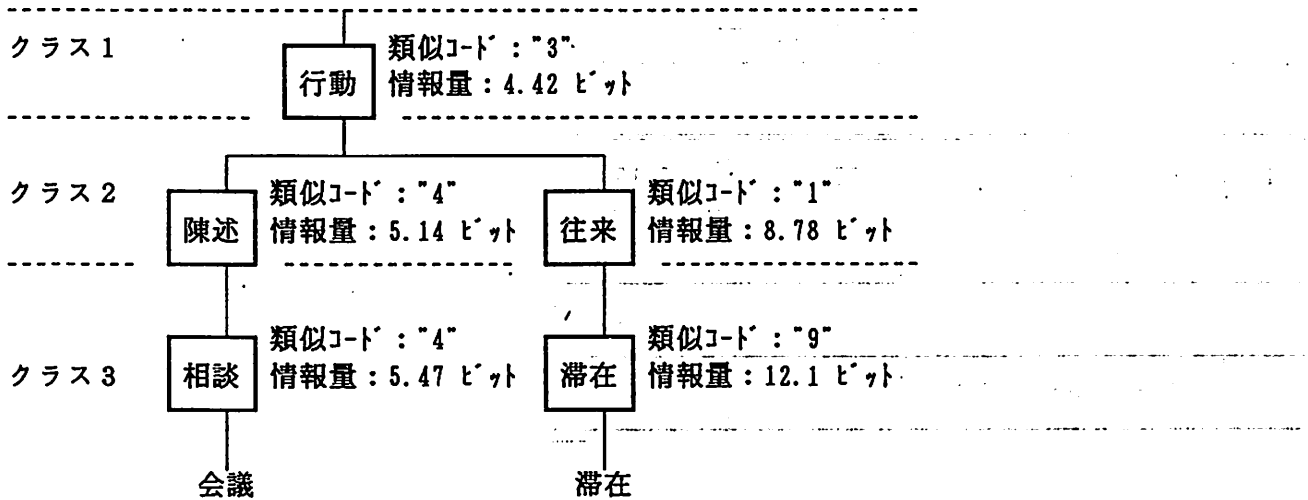 クラス1
行動
類似コード:"3"
情報量:4.42 ビット
クラス2
陳述
類似コード:"4"
情報量:5.14 ビット
往来
類似コード:"1"
情報量:8.78 ビット
クラス3
相談
類似コード:"4"
情報量:5.47 ビット
滞在
類似コード:"9"
情報量:12.1 ビット
会議
滞在